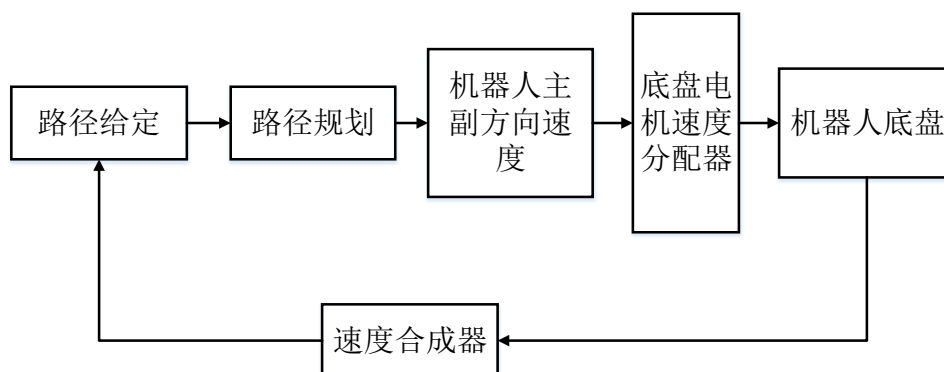 路径给定
路径规划
机器人主
副方向速
度
底盘电
机速度
分配器
机器人底盘
速度合成器